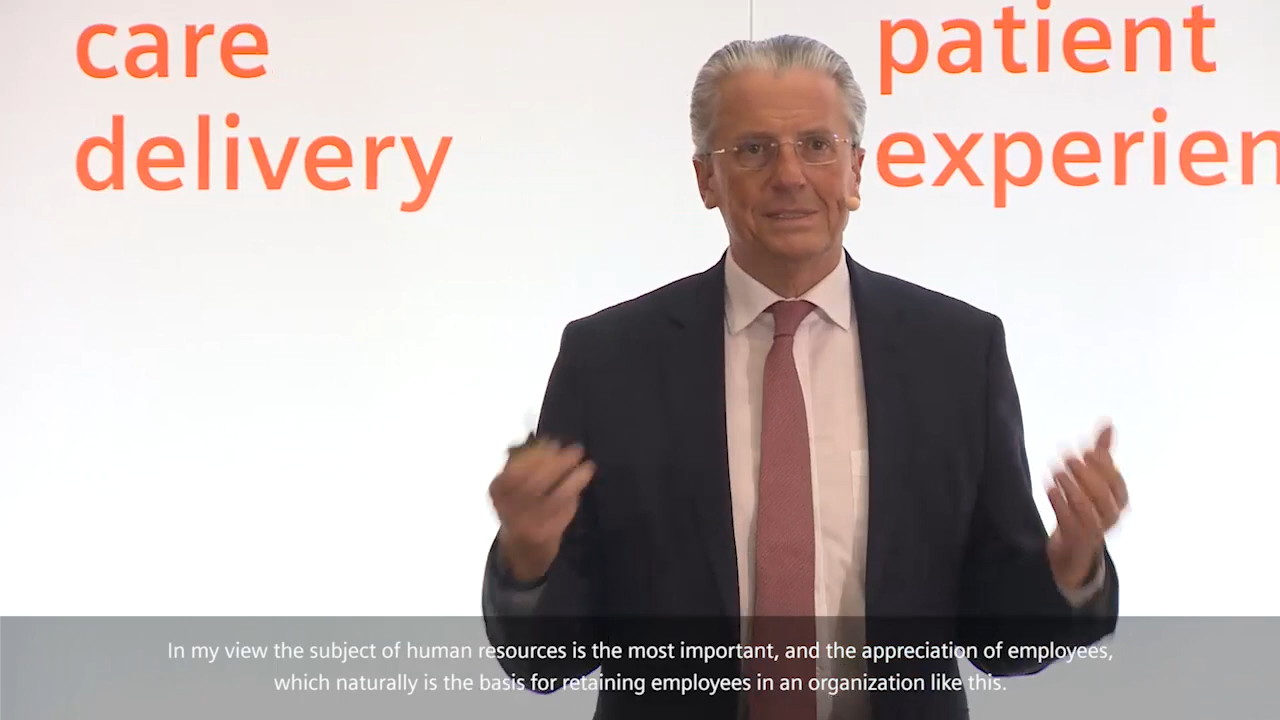 care
delivery
patient
experien
In my view the subject of human resources is the most important, and the appreciation of employees,
which naturally is the basis for retaining employees in an organization like this.